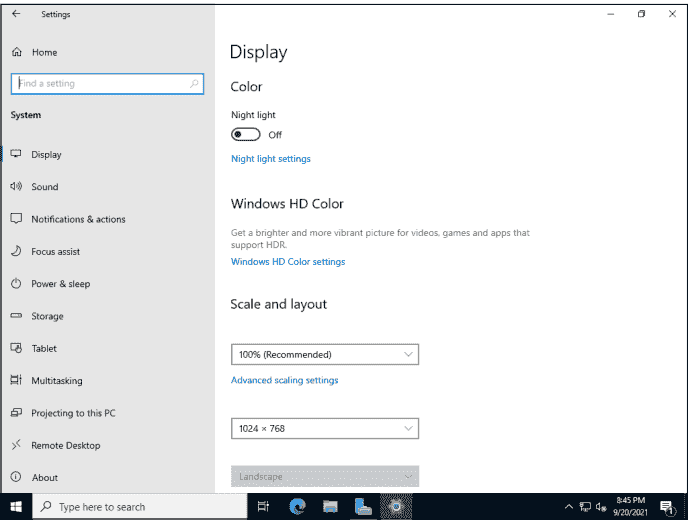 Settings
Home
Find a setting
System
Display
Sound
Notifications & actions
Focus assist
Power & sleep
Storage
Tablet
Multitasking
Projecting to this PC
Remote Desktop
About
Display
Color
Night light
Off
Night light settings
Windows HD Color
Get a brighter and more vibrant picture for videos, games and apps that
support HDR.
Windows HD Color settings
Scale and layout
100% (Recommended)
Advanced scaling settings
1024 × 768
Landscape
Type here to search
8:45 PM
9/20/2021
1